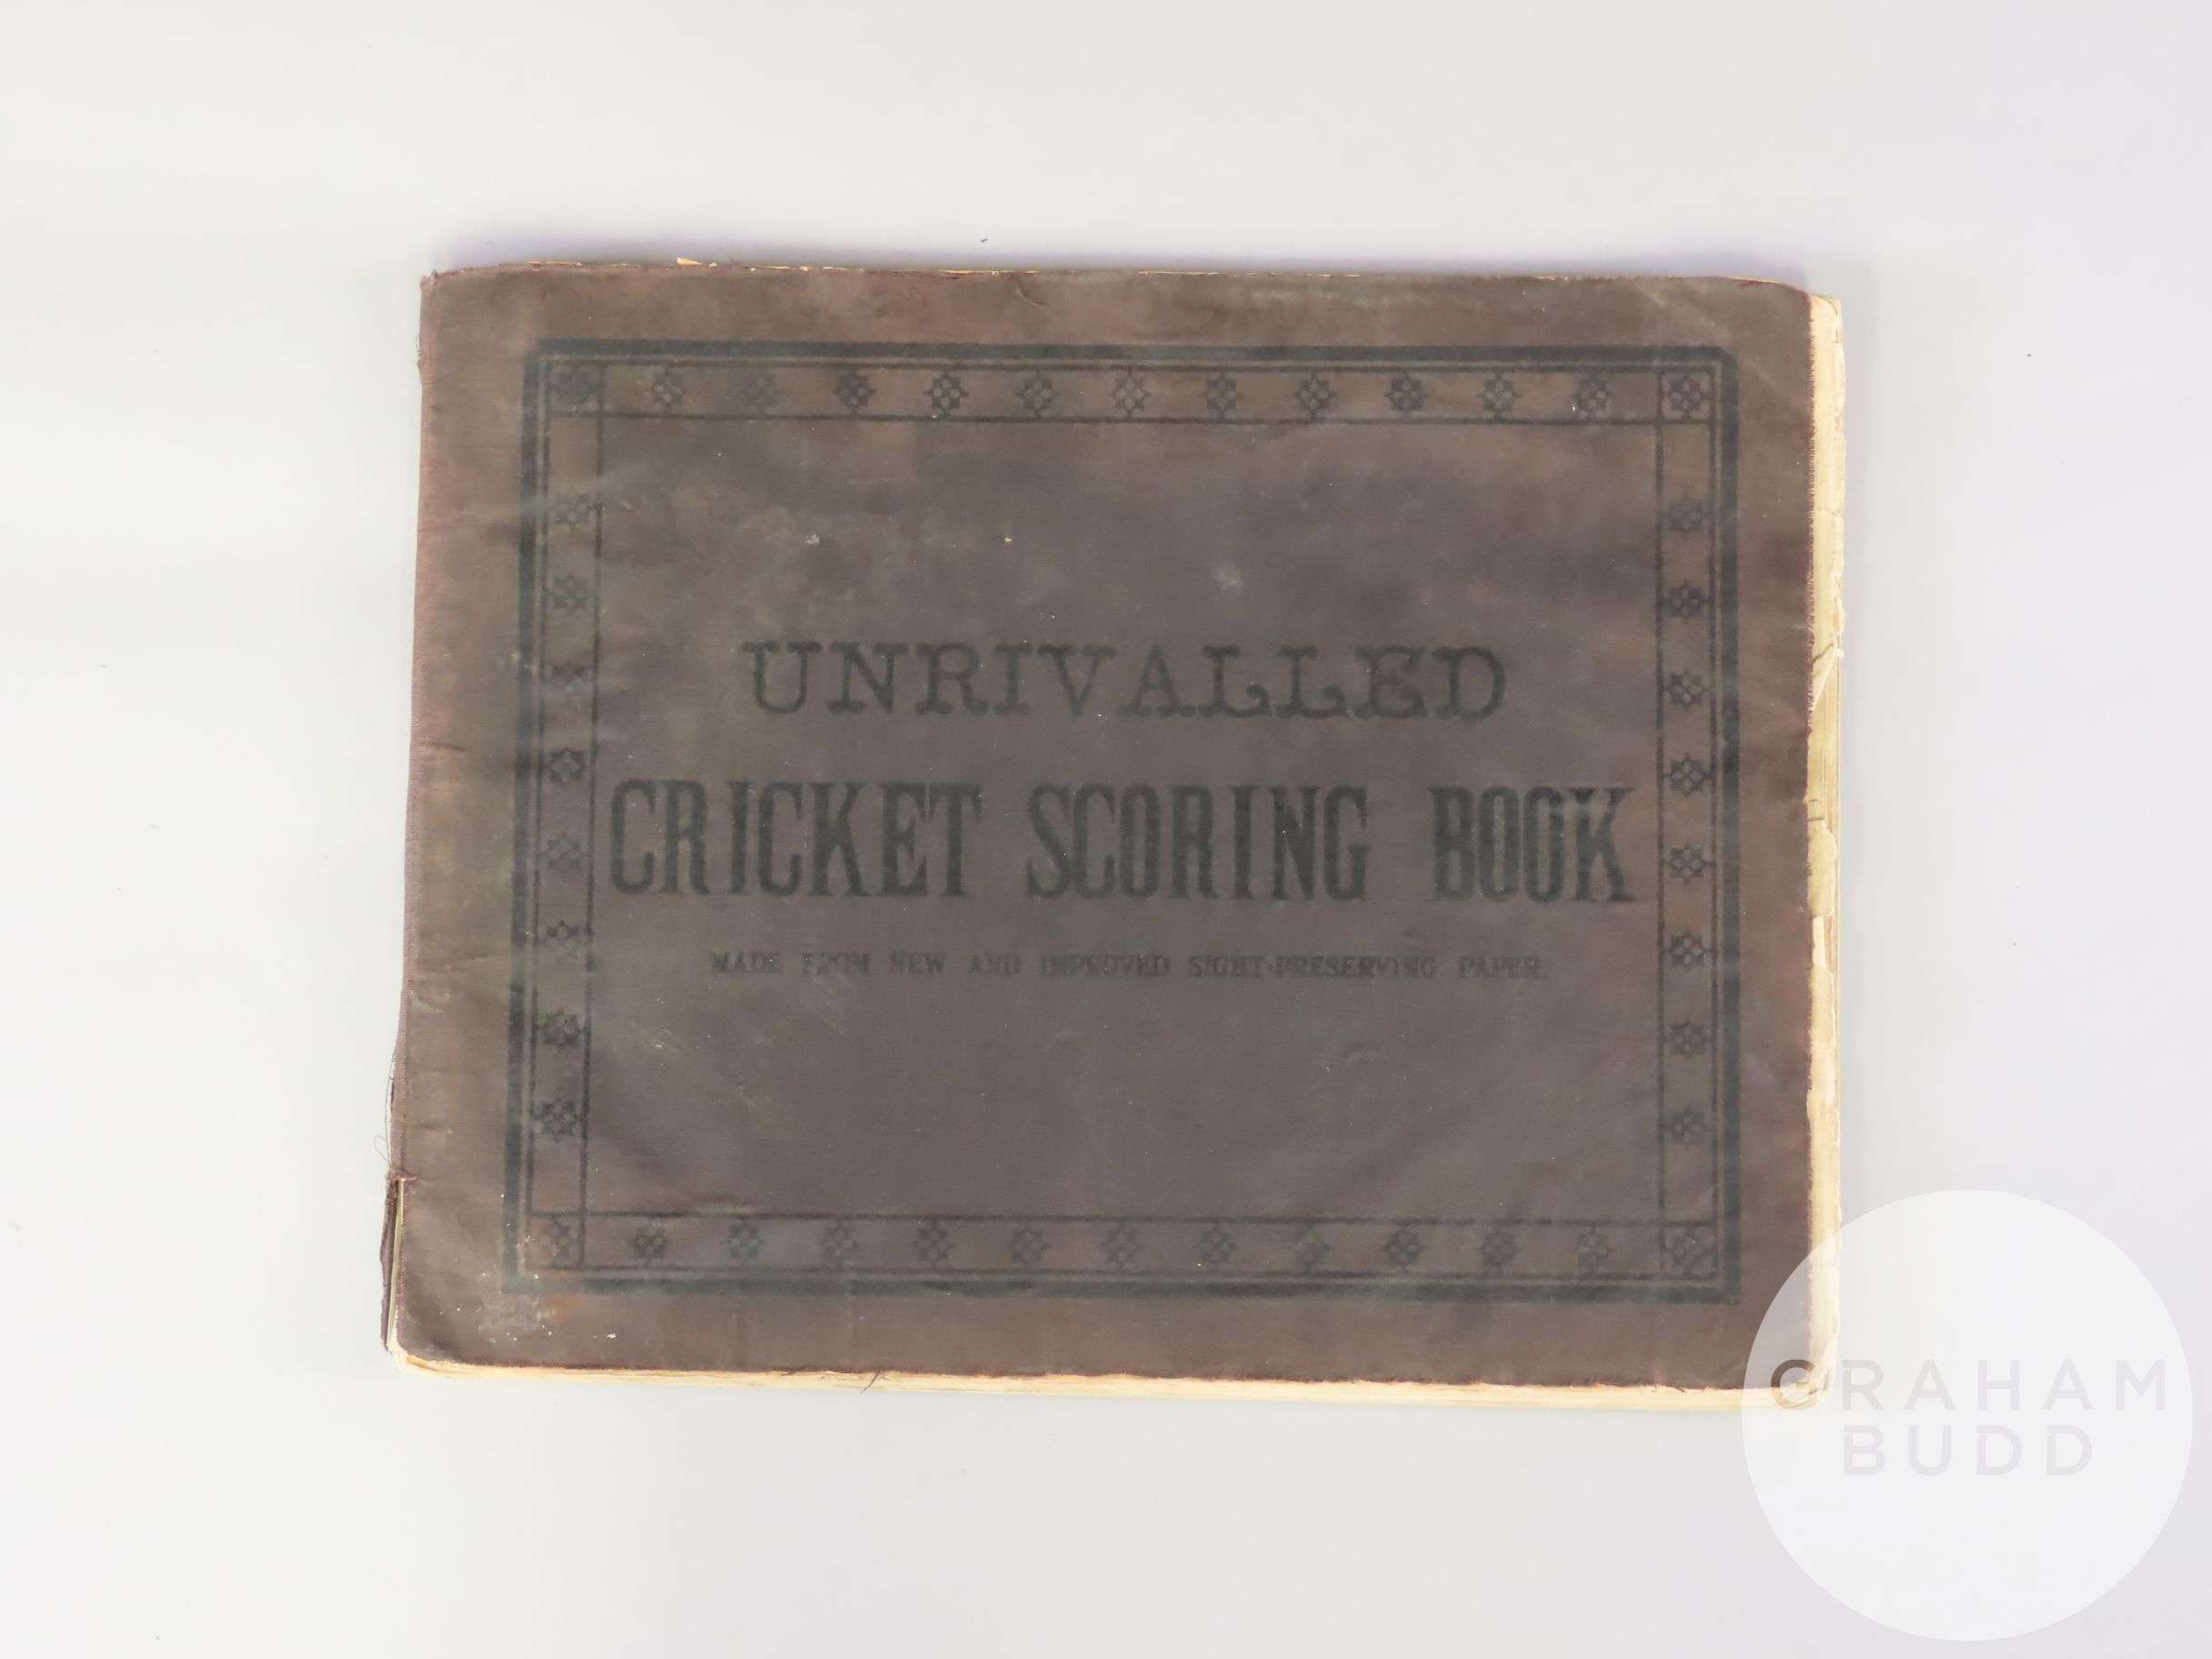 UNRIVALLED
CRICKET SCORING BOOK
MADE FROM NEW AND IMPROVED SIGHT-PRESERVING PAPER.
GRAHAM
BUDD